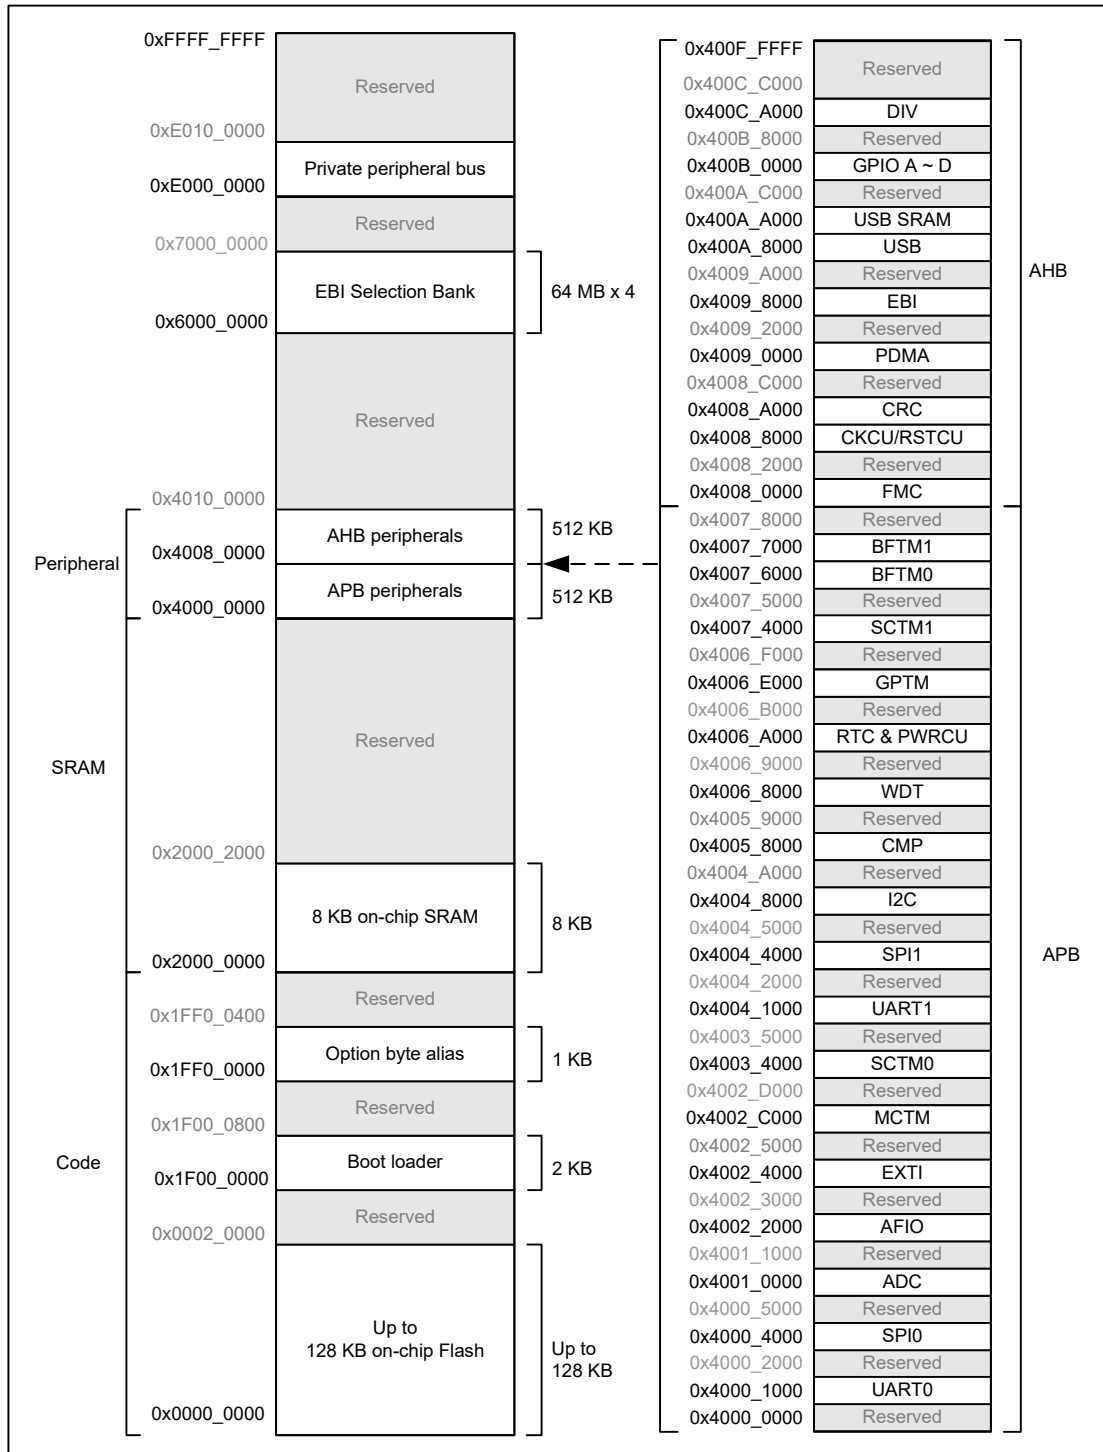 0xFFFF_FFFF
Reserved
0xE010_0000
Private peripheral bus
0xE000_0000
Reserved
0x7000_0000
EBI Selection Bank
64 MB x 4
0x6000_0000
Reserved
0x4010_0000
AHB peripherals
512 KB
Peripheral
0x4008_0000
APB peripherals
512 KB
0x4000_0000
Reserved
SRAM
0x2000_2000
8 KB on-chip SRAM
8 KB
0x2000_0000
Reserved
0x1FF0_0400
Option byte alias
1 KB
0x1FF0_0000
Reserved
0x1F00_0800
Code
Boot loader
2 KB
0x1F00_0000
Reserved
0x0002_0000
Up to
128 KB on-chip Flash
Up to
128 KB
0x0000_0000
0x400F_FFFF
Reserved
0x400C_C000
0x400C_A000 DIV
0x400B_8000 Reserved
0x400B_0000 GPIO A ~ D
0x400A_C000 Reserved
0x400A_A000 USB SRAM
0x400A_8000 USB
0x4009_A000 Reserved
AHB
0x4009_8000 EBI
0x4009_2000 Reserved
0x4009_0000 PDMA
0x4008_C000 Reserved
0x4008_A000 CRC
0x4008_8000 CKCU/RSTCU
0x4008_2000 Reserved
0x4008_0000 FMC
0x4007_8000 Reserved
0x4007_7000 BFTM1
0x4007_6000 BFTM0
0x4007_5000 Reserved
0x4007_4000 SCTM1
0x4006_F000 Reserved
0x4006_E000 GPTM
0x4006_B000 Reserved
0x4006_A000 RTC & PWRCU
0x4006_9000 Reserved
0x4006_8000 WDT
0x4005_9000 Reserved
0x4005_8000 CMP
0x4004_A000 Reserved
0x4004_8000 I2C
0x4004_5000 Reserved
0x4004_4000 SPI1
APB
0x4004_2000 Reserved
0x4004_1000 UART1
0x4003_5000 Reserved
0x4003_4000 SCTM0
0x4002_D000 Reserved
0x4002_C000 MCTM
0x4002_5000 Reserved
0x4002_4000 EXTI
0x4002_3000 Reserved
0x4002_2000 AFIO
0x4001_1000 Reserved
0x4001_0000 ADC
0x4000_5000 Reserved
0x4000_4000 SPI0
0x4000_2000 Reserved
0x4000_1000 UART0
0x4000_0000 Reserved